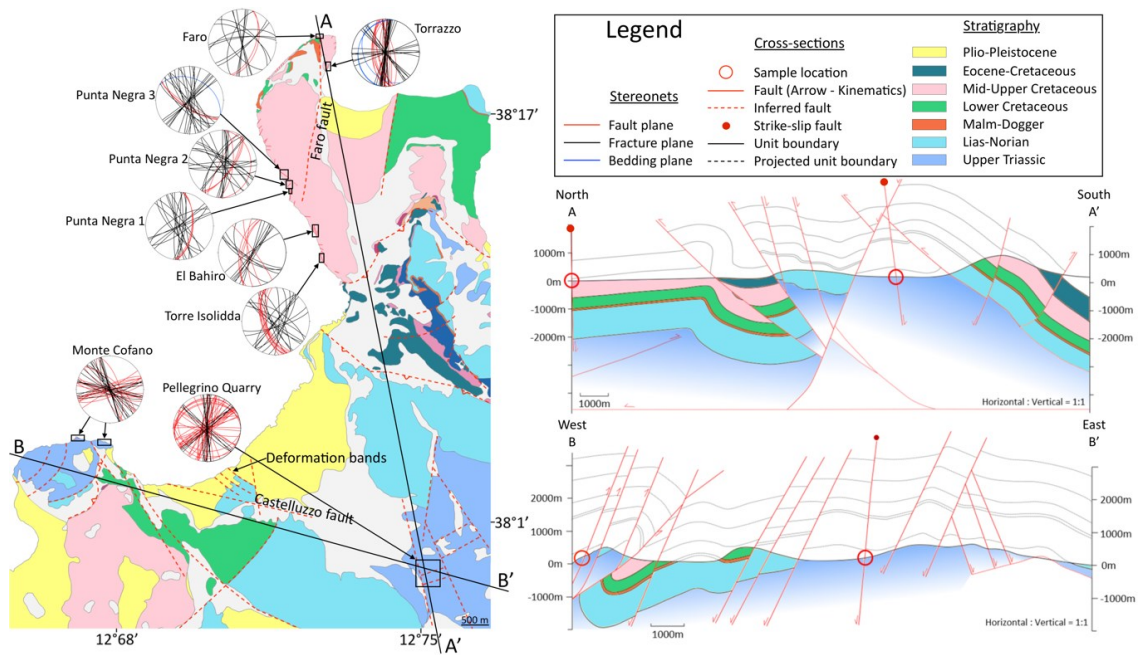 A
Faro
Torrazzo
Punta Negra 3
Faro fault
38°17
Punta Negra 2
Punta Negra 1
El Bahiro
Torre Isolidda
Monte Cofano
Pellegrino Quarry
B
Deformation bands
Castelluzzo fault
38°1
B’
500 m
12°68
12°75
A’
Legend
Stereonets
Fault plane
Fracture plane
Bedding plane
Cross-sections
Sample location
Fault (Arrow - Kinematics)
Inferred fault
Strike-slip fault
Unit boundary
Projected unit boundary
Stratigraphy
Plio-Pleistocene
Eocene-Cretaceous
Mid-Upper Cretaceous
Lower Cretaceous
Malm-Dogger
Lias-Norian
Upper Triassic
North
A
South
A’
1000m
0m
-1000m
-2000m
1000m
0m
-1000m
-2000m
1000m
Horizontal : Vertical = 1:1
West
B
East
B’
2000m
1000m
0m
-1000m
2000m
1000m
0m
-1000m
1000m
Horizontal : Vertical = 1:1